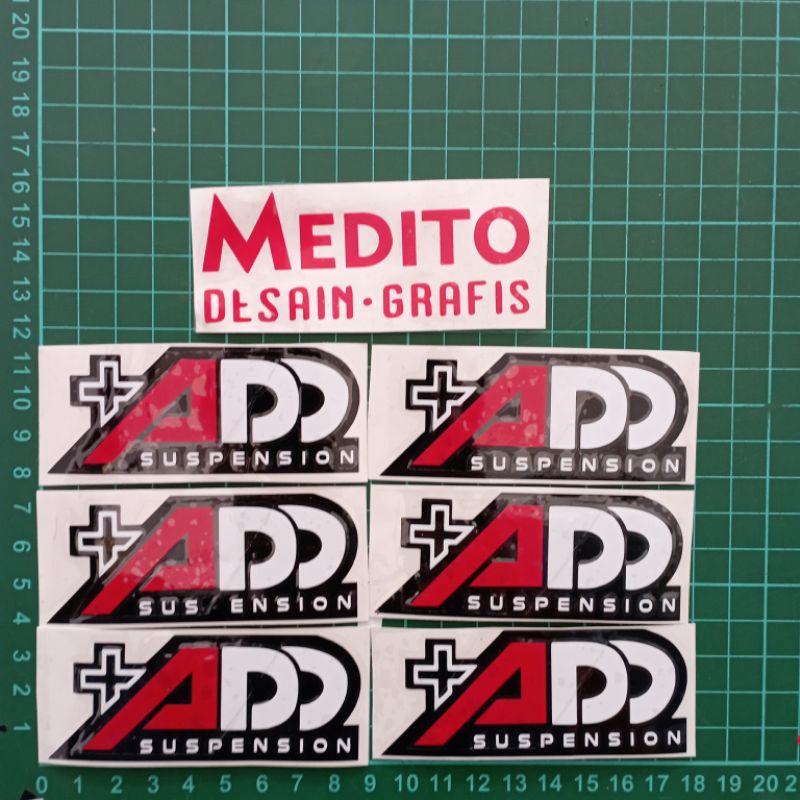 MEDITO
DESAIN • GRAFIS
+ADD
SUSPENSION
+ADD
SUSPENSION
+ADD
SUS ENSION
+ADD
SUSPENSION
+ADD
SUSPENSION
+ADD
SUSPENSION
20
19
18
17
16
15
14
13
12
11
10
9
8
7
6
5
4
3
2
1
0 1 2 3 4 5 6 7 8 9 10 11 12 13 14 15 16 17 18 19 20 2